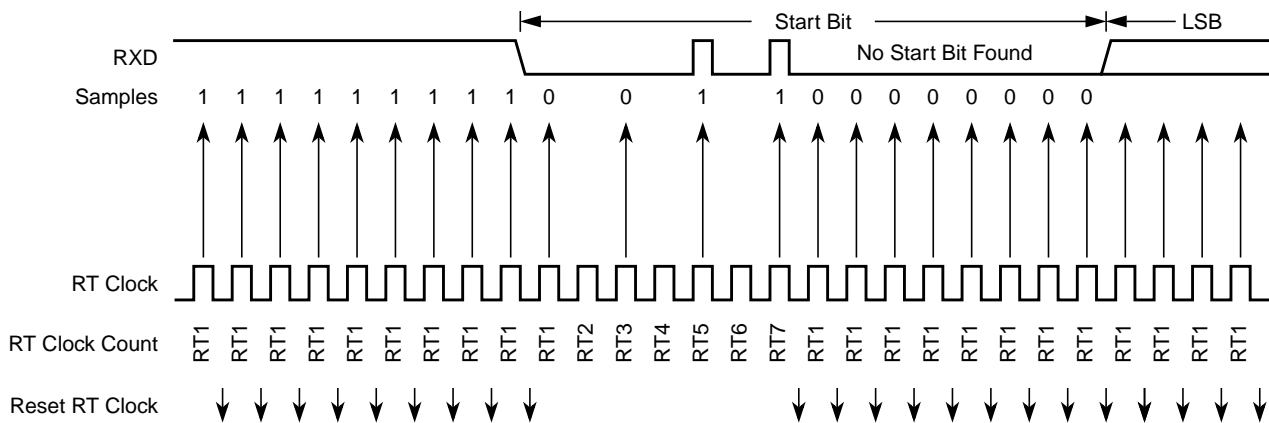 Start Bit LSB
RXD No Start Bit Found
Samples 1 1 1 1 1 1 1 1 1 0 0 1 1 0 0 0 0 0 0 0 0
RT Clock
RT Clock Count RT1 RT1 RT1 RT1 RT1 RT1 RT1 RT1 RT1 RT1 RT2 RT3 RT4 RT5 RT6 RT7 RT1 RT1 RT1 RT1 RT1 RT1 RT1 RT1 RT1 RT1 RT1 RT1
Reset RT Clock